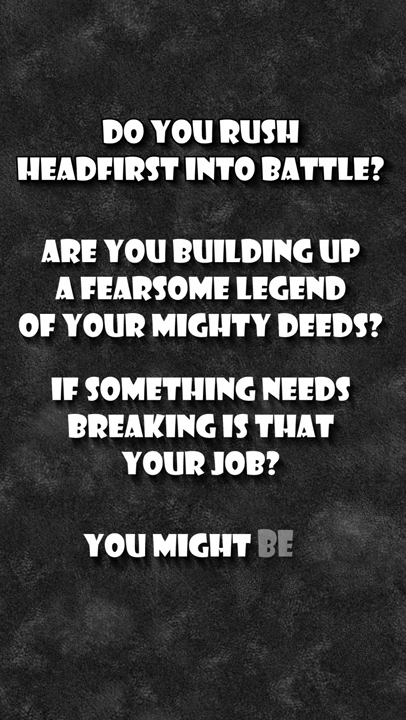 DO YOU RUSH
HEADFIRST INTO BATTLE?
ARE YOU BUILDING UP
A FEARSOME LEGEND
OF YOUR MIGHTY DEEDS?
IF SOMETHING NEEDS
BREAKING IS THAT
YOUR JOB?
YOU MIGHT BE